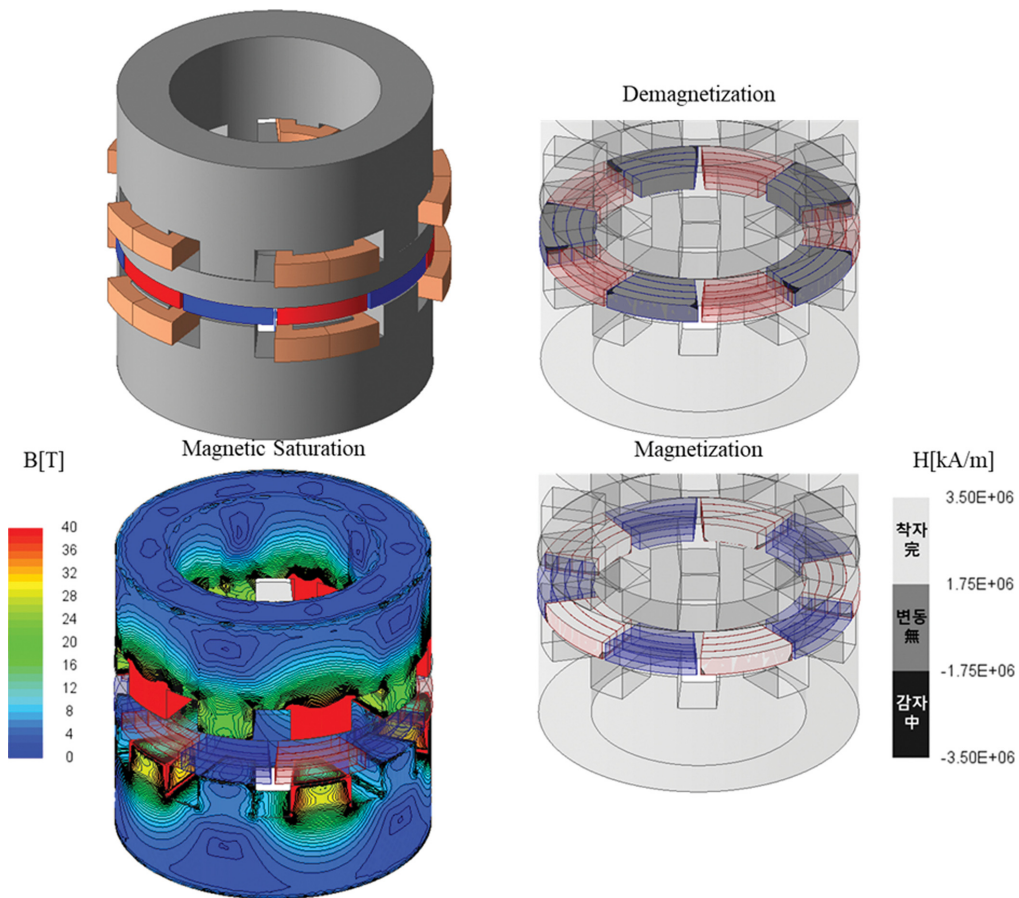 Demagnetization
B[T]
Magnetic Saturation
40
36
32
28
24
20
16
12
8
4
0
Magnetization
H[kA/m]
3.50E+06
착자
完
1.75E+06
변동
無
-1.75E+06
감자
中
-3.50E+06